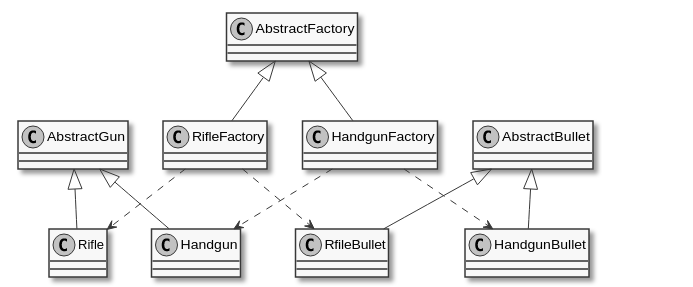 C AbstractFactory
C AbstractGun
C RifleFactory
C HandgunFactory
C AbstractBullet
C Rifle
C Handgun
C RfileBullet
C HandgunBullet